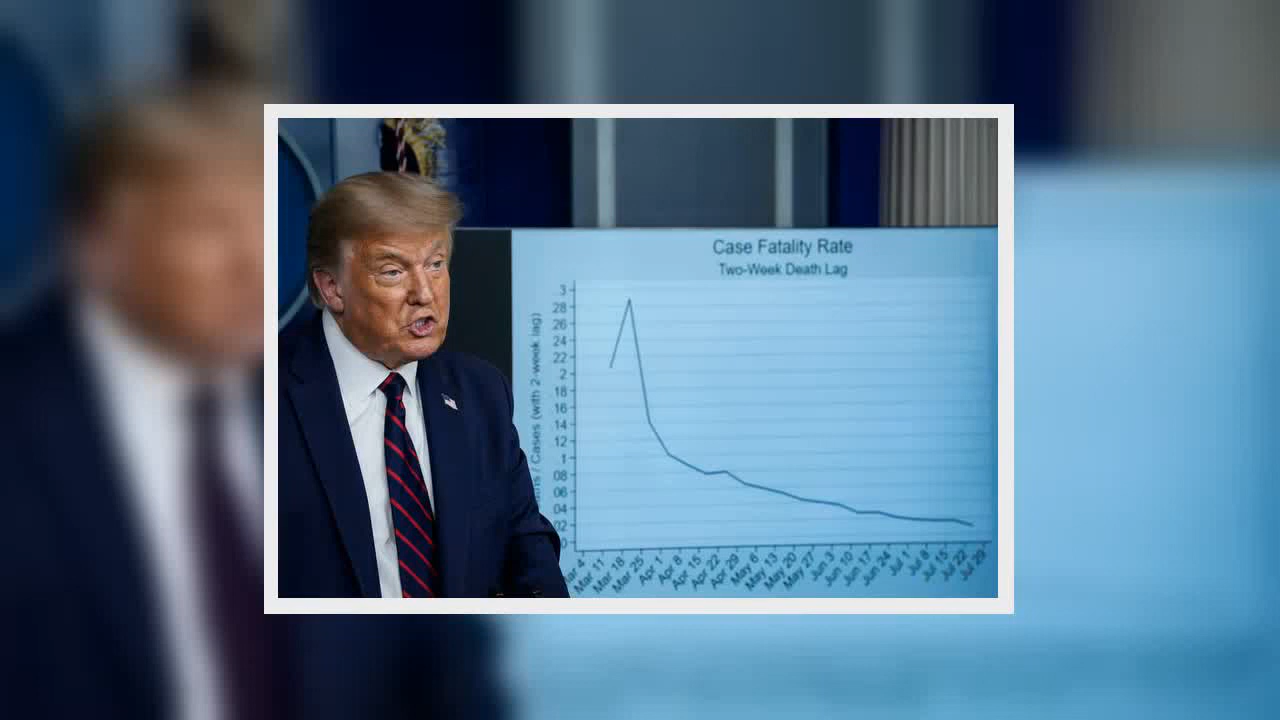 Case Fatality Rate
Two-Week Death Lag
/ Cases (with 2-week lag)
3
28
26
24
22
2
18
16
14
12
1
08
06
04
02
0
Mar 11
Mar 18
Mar 25
Apr 1
Apr 8
Apr 15
Apr 22
Apr 29
May 6
May 13
May 20
May 27
Jun 3
Jun 10
Jun 17
Jun 24
Jul 1
Jul 8
Jul 15
Jul 22
Jul 29